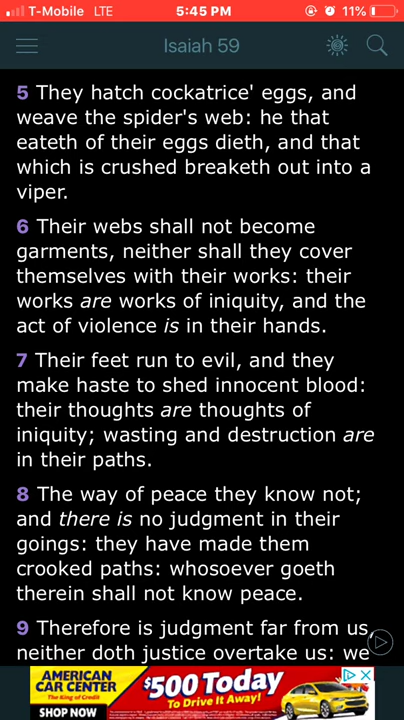 T-Mobile LTE 5:45 PM 11%
Isaiah 59
5 They hatch cockatrice' eggs, and
weave the spider's web: he that
eateth of their eggs dieth, and that
which is crushed breaketh out into a
viper.
6 Their webs shall not become
garments, neither shall they cover
themselves with their works: their
works are works of iniquity, and the
act of violence is in their hands.
7 Their feet run to evil, and they
make haste to shed innocent blood:
their thoughts are thoughts of
iniquity; wasting and destruction are
in their paths.
8 The way of peace they know not;
and there is no judgment in their
goings: they have made them
crooked paths: whosoever goeth
therein shall not know peace.
9 Therefore is judgment far from us,
neither doth justice overtake us: we
AMERICAN
CAR CENTER
The King of Credit
SHOP NOW
$500 Today
To Drive It Away!